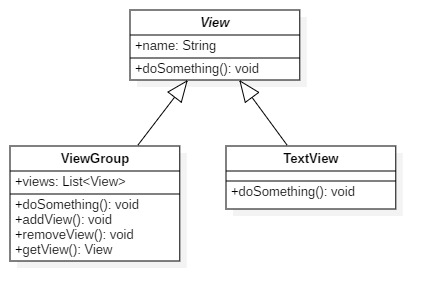 View
+name: String
+doSomething(): void
ViewGroup
+views: List<View>
+doSomething(): void
+addView(): void
+removeView(): void
+getView(): View
TextView
+doSomething(): void